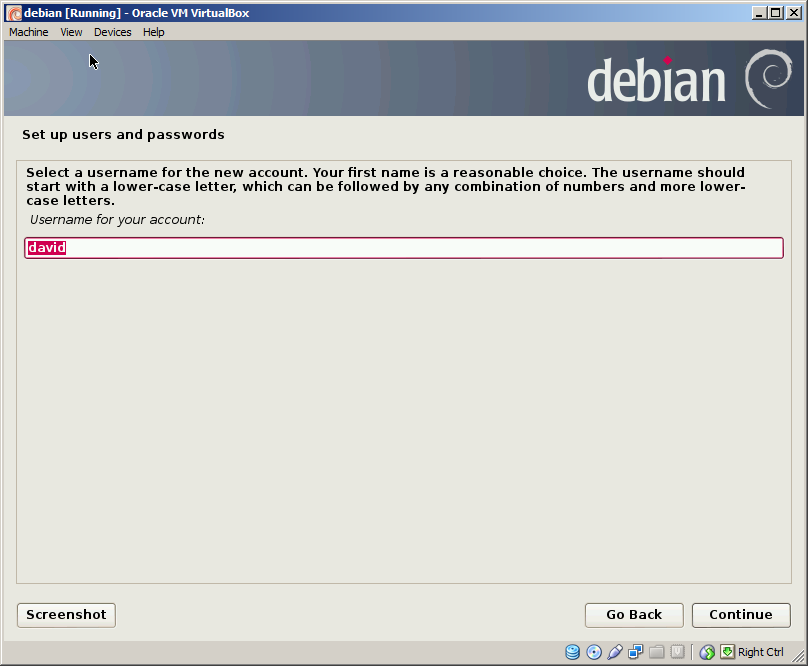 debian [Running] - Oracle VM VirtualBox
Machine View Devices Help
debian
Set up users and passwords
Select a username for the new account. Your first name is a reasonable choice. The username should
start with a lower-case letter, which can be followed by any combination of numbers and more lower-
case letters.
Username for your account:
david
Screenshot Go Back Continue
Right Ctrl